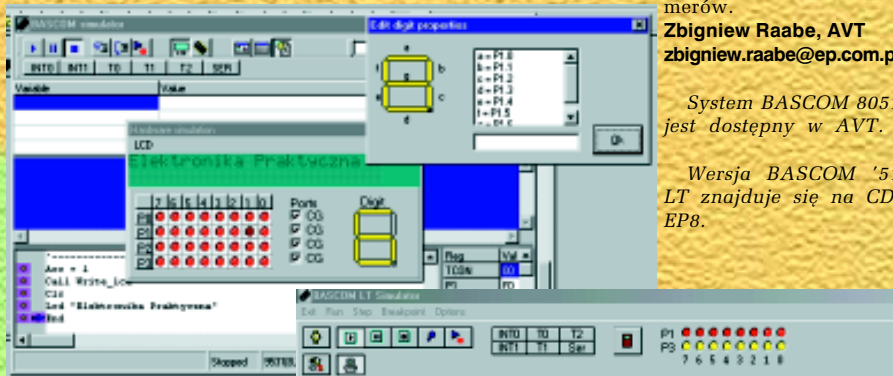 BASCOM simulator
INT0 INT1 T0 T1 T2 SER
Variable Value
Hardware simulation
LCD
Elektronika Praktyczna
7 6 5 4 3 2 1 0 Ports Digit
P0 CG
P1 CG
P2 CG
P3 CG
Edit digit properties
a
f b
g
e c
d
a = P1.0
b = P1.1
c = P1.2
d = P1.3
e = P1.4
f = P1.5
Ok
= 1
Call Write_lcd
Cls
Lcd "Elektronika Praktyczna"
End
Reg Val
TCON 00
P1 F0
Stopped
BASCOM LT Simulator
Exit Run Step Breakpoint Options
INT0 T0 T2
INT1 T1 Ser
P1
P3
7 6 5 4 3 2 1 0
merów.
Zbigniew Raabe, AVT
zbigniew.raabe@ep.com.p
System BASCOM 805
jest dostępny w AVT.
Wersja BASCOM '5
LT znajduje się na CD
EP8.